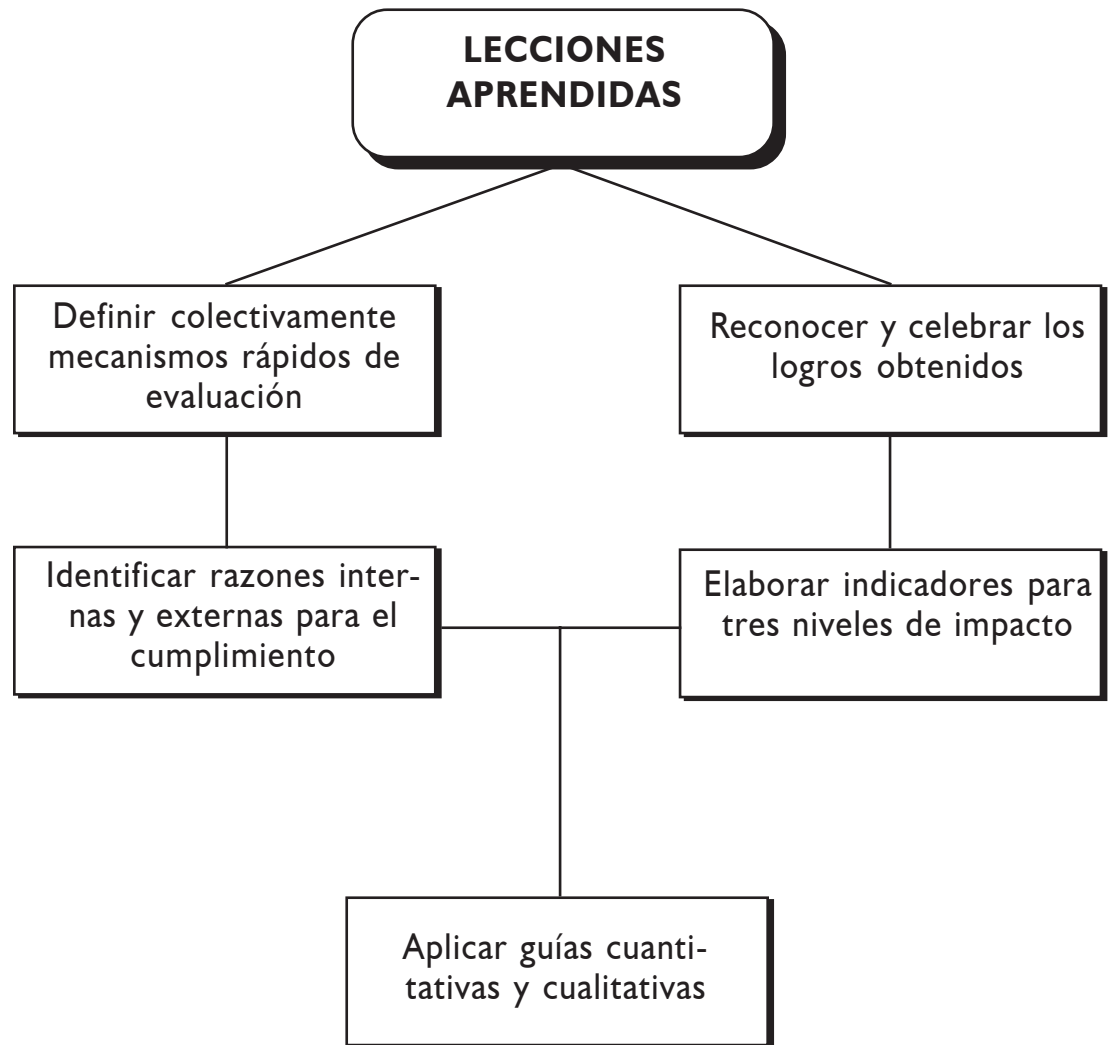 LECCIONES
APRENDIDAS
Definir colectivamente
mecanismos rápidos de
evaluación
Reconocer y celebrar los
logros obtenidos
Identificar razones inter-
nas y externas para el
cumplimiento
Elaborar indicadores para
tres niveles de impacto
Aplicar guías cuanti-
tativas y cualitativas